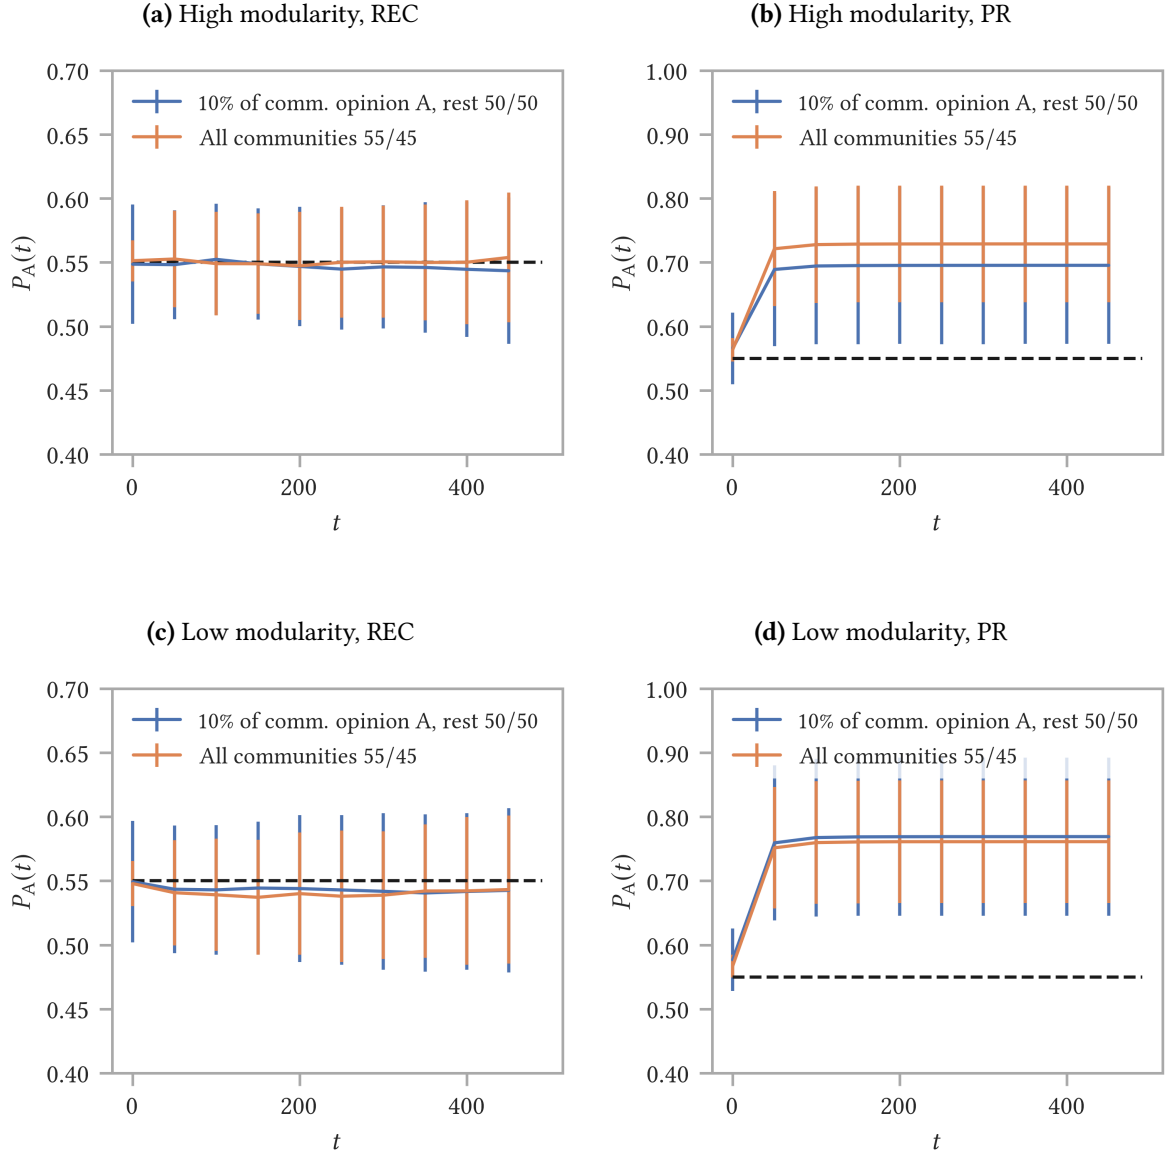 (a) High modularity, REC
0.70
0.65
0.60
0.55
0.50
0.45
0.40
P_A(t)
10% of comm. opinion A, rest 50/50
All communities 55/45
0 200 400
t
(b) High modularity, PR
1.00
0.90
0.80
0.70
0.60
0.50
0.40
P_A(t)
10% of comm. opinion A, rest 50/50
All communities 55/45
0 200 400
t
(c) Low modularity, REC
0.70
0.65
0.60
0.55
0.50
0.45
0.40
P_A(t)
10% of comm. opinion A, rest 50/50
All communities 55/45
0 200 400
t
(d) Low modularity, PR
1.00
0.90
0.80
0.70
0.60
0.50
0.40
P_A(t)
10% of comm. opinion A, rest 50/50
All communities 55/45
0 200 400
t